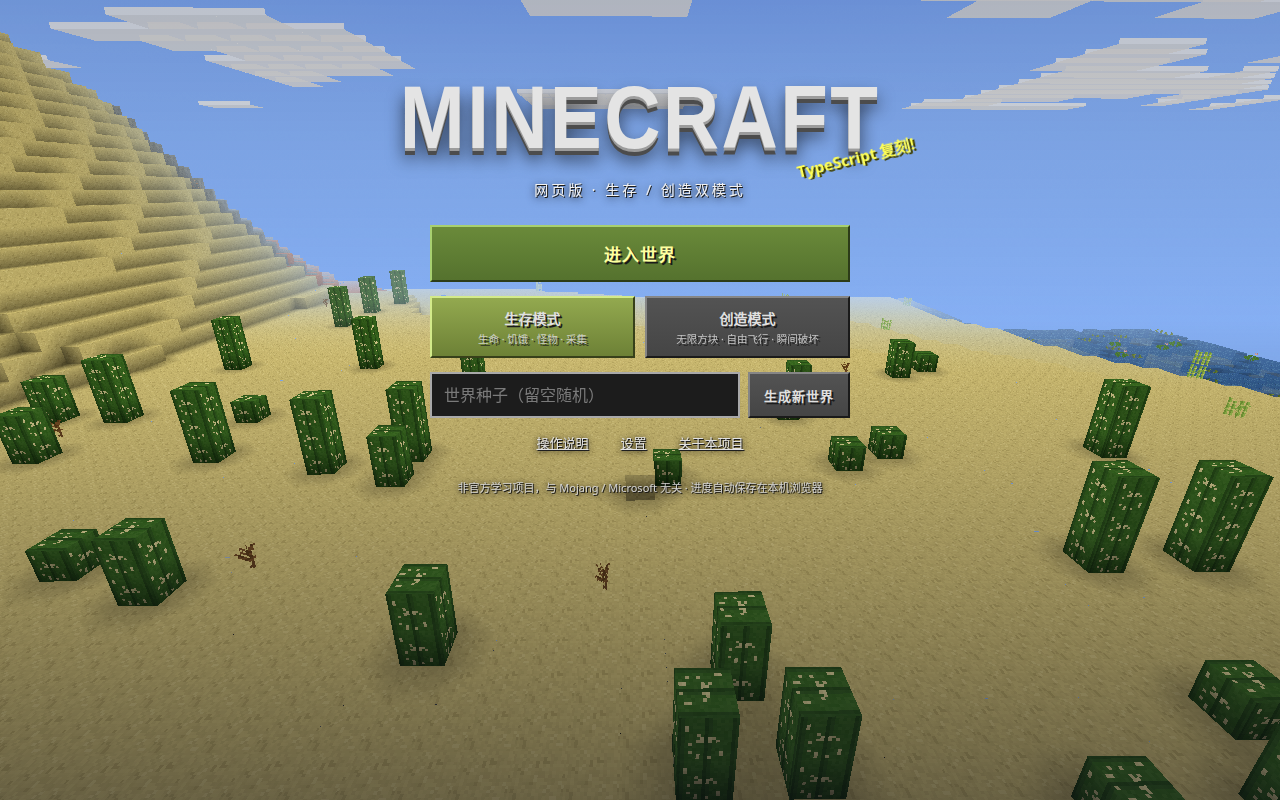 MINECRAFT
TypeScript 复刻!
网页版 · 生存 / 创造双模式
进入世界
生存模式
生命 · 饥饿 · 怪物 · 采集
创造模式
无限方块 · 自由飞行 · 瞬间破坏
世界种子（留空随机）
生成新世界
操作说明 设置 关于本项目
非官方学习项目，与 Mojang / Microsoft 无关 · 进度自动保存在本机浏览器